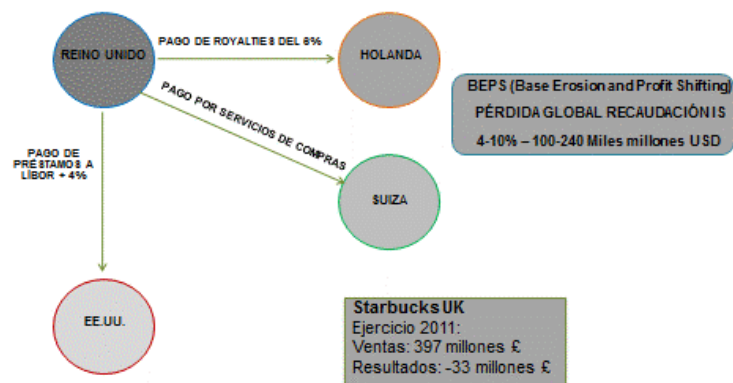 REINO UNIDO
PAGO DE ROYALTIES DEL 6%
HOLANDA
BEPS (Base Erosion and Profit Shifting)
PÉRDIDA GLOBAL RECAUDACIÓN IS
4-10% – 100-240 Miles millones USD
PAGO POR SERVICIOS DE COMPRAS
PAGO DE
PRÉSTAMOS A
LÍBOR + 4%
SUIZA
EE.UU.
Starbucks UK
Ejercicio 2011:
Ventas: 397 millones £
Resultados: -33 millones £